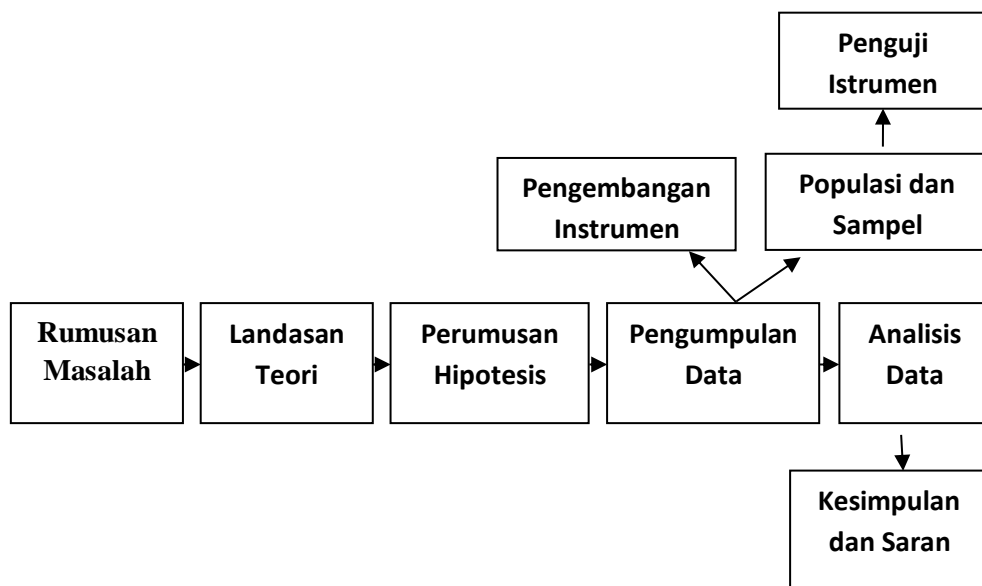 Penguji
Istrumen
Pengembangan
Instrumen
Populasi dan
Sampel
Rumusan
Masalah
Landasan
Teori
Perumusan
Hipotesis
Pengumpulan
Data
Analisis
Data
Kesimpulan
dan Saran